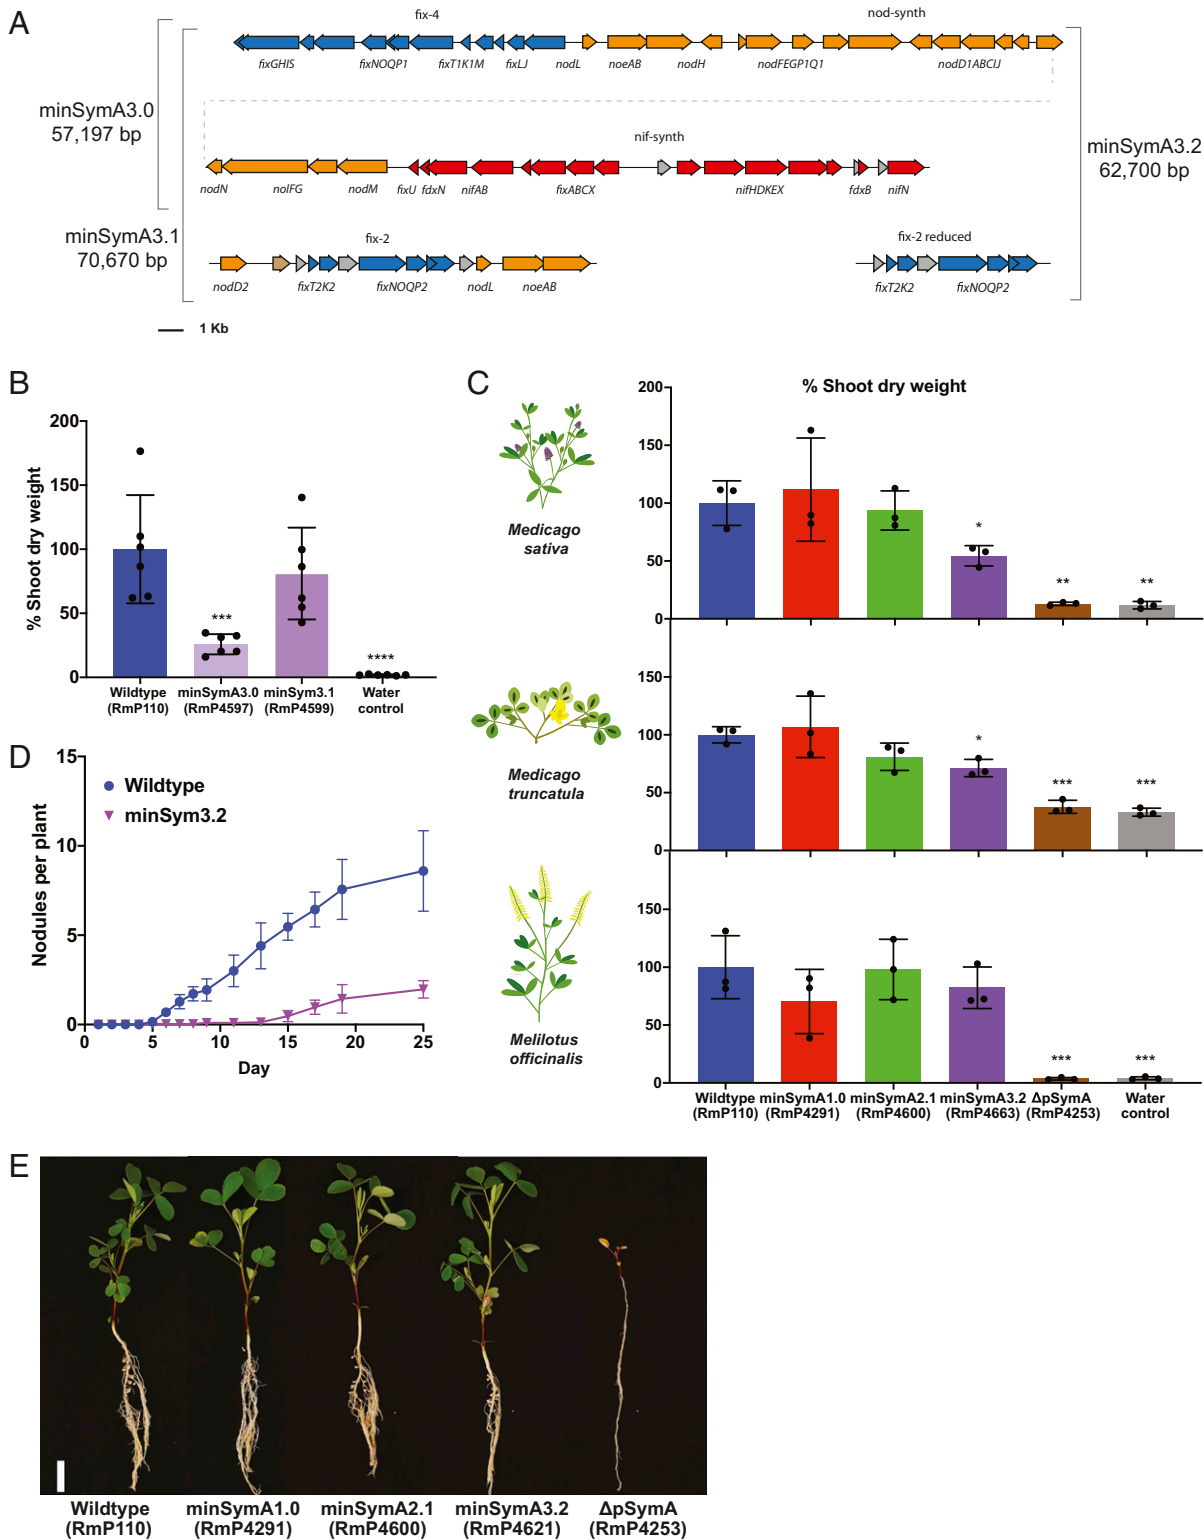 A
fix-4
nod-synth
fixGHIS
fixNOQP1
fixT1K1M
fixLJ
nodL
noeAB
nodH
nodFEGP1Q1
nodD1ABCIJ
minSymA3.0
57,197 bp
nif-synth
minSymA3.2
62,700 bp
nodN
nolFG
nodM
fixU
fdxN
nifAB
fixABCX
nifHDKEX
fdxB
nifN
minSymA3.1
70,670 bp
fix-2
fix-2 reduced
nodD2
fixT2K2
fixNOQP2
nodL
noeAB
fixT2K2
fixNOQP2
1 Kb
B
% Shoot dry weight
200
150
100
50
0
***
****
Wildtype
(RmP110)
minSymA3.0
(RmP4597)
minSym3.1
(RmP4599)
Water
control
C
% Shoot dry weight
Medicago
sativa
200
150
100
50
0
*
**
**
Medicago
truncatula
150
100
50
0
*
***
***
Melilotus
officinalis
150
100
50
0
***
***
Wildtype
(RmP110)
minSymA1.0
(RmP4291)
minSymA2.1
(RmP4600)
minSymA3.2
(RmP4663)
ΔpSymA
(RmP4253)
Water
control
D
Nodules per plant
15
10
5
0
Wildtype
minSym3.2
0
5
10
15
20
25
Day
E
Wildtype
(RmP110)
minSymA1.0
(RmP4291)
minSymA2.1
(RmP4600)
minSymA3.2
(RmP4621)
ΔpSymA
(RmP4253)